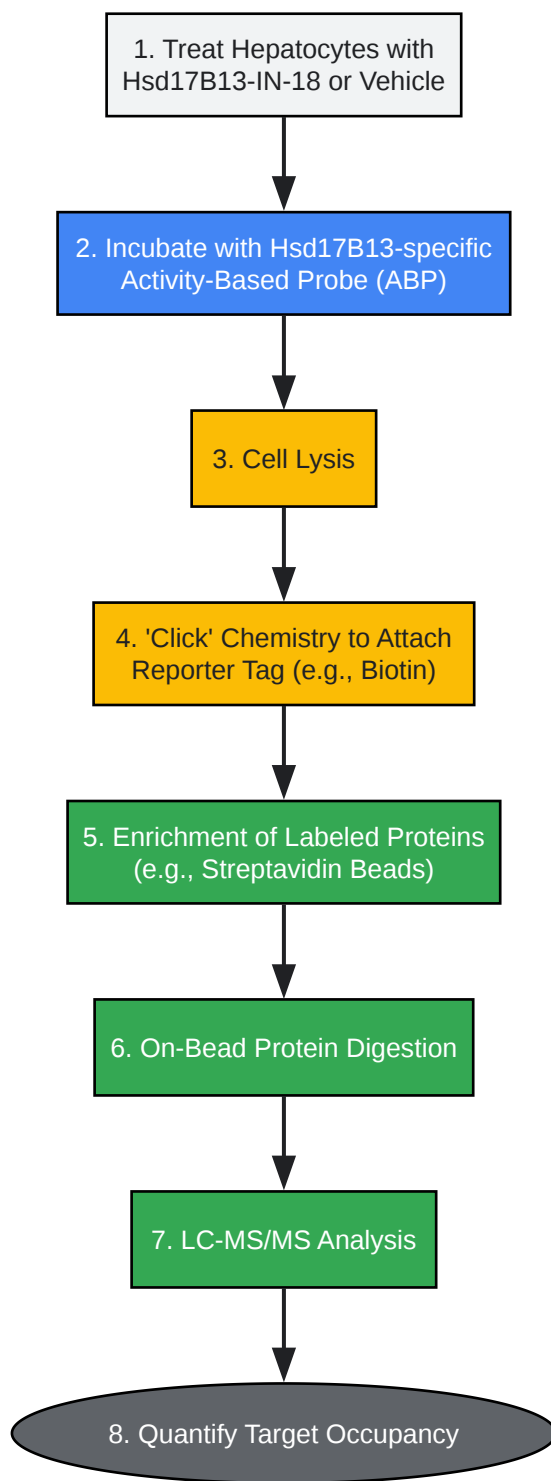 1. Treat Hepatocytes with
Hsd17B13-IN-18 or Vehicle
2. Incubate with Hsd17B13-specific
Activity-Based Probe (ABP)
3. Cell Lysis
4. 'Click' Chemistry to Attach
Reporter Tag (e.g., Biotin)
5. Enrichment of Labeled Proteins
(e.g., Streptavidin Beads)
6. On-Bead Protein Digestion
7. LC-MS/MS Analysis
8. Quantify Target Occupancy